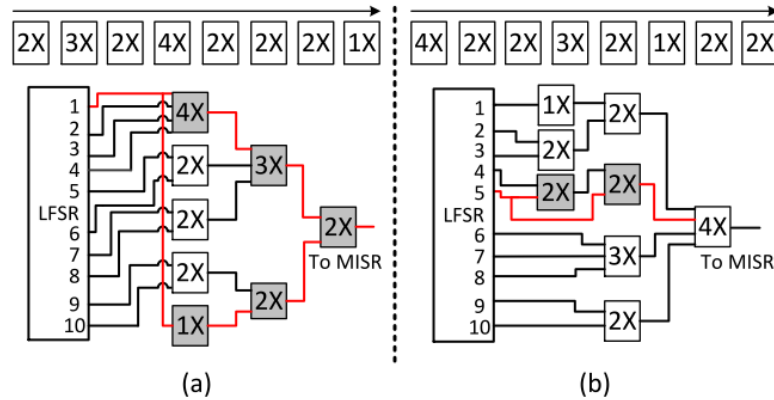 2X 3X 2X 4X 2X 2X 2X 1X
1
2
3
4
5
LFSR
6
7
8
9
10
4X
2X
2X
2X
1X
3X
2X
2X
To MISR
(a)
4X 2X 2X 3X 2X 1X 2X 2X
1
2
3
4
5
LFSR
6
7
8
9
10
1X
2X
2X
2X
2X
3X
2X
4X
To MISR
(b)